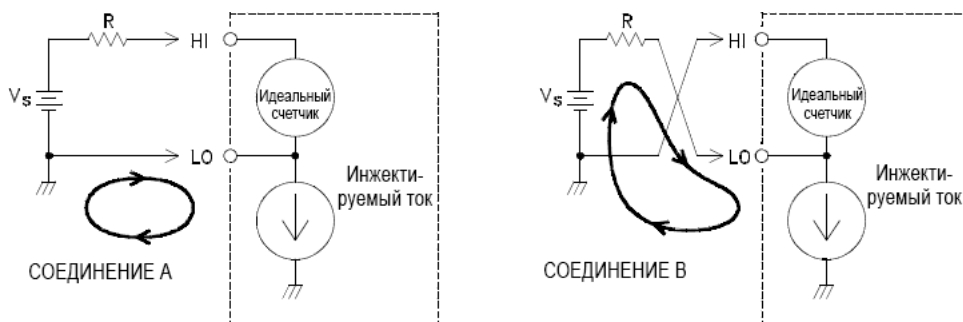 R
HI
Vs
Идеальный
счетчик
LO
Инжекти-
руемый ток
СОЕДИНЕНИЕ A
R
HI
Vs
Идеальный
счетчик
LO
Инжекти-
руемый ток
СОЕДИНЕНИЕ B